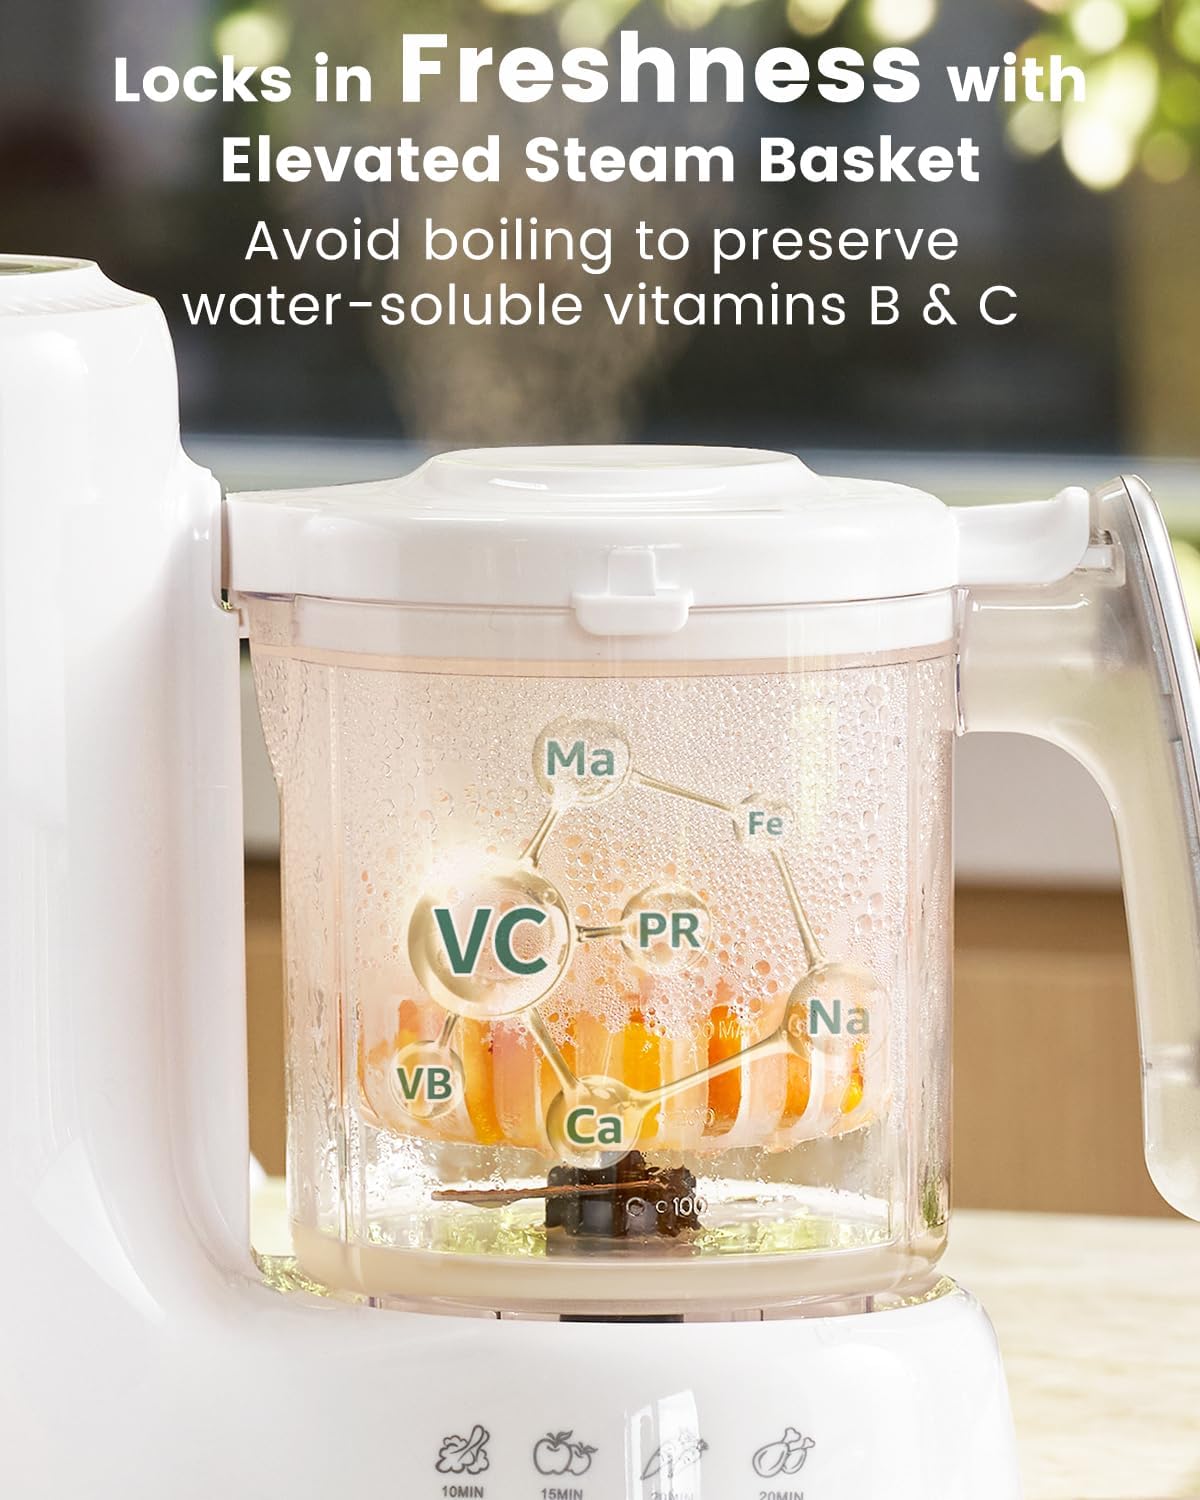 Locks in Freshness with
Elevated Steam Basket
Avoid boiling to preserve
water-soluble vitamins B & C
Ma
Fe
VC
PR
Na
VB
Ca
100
10MIN
15MIN
20MIN
20MIN